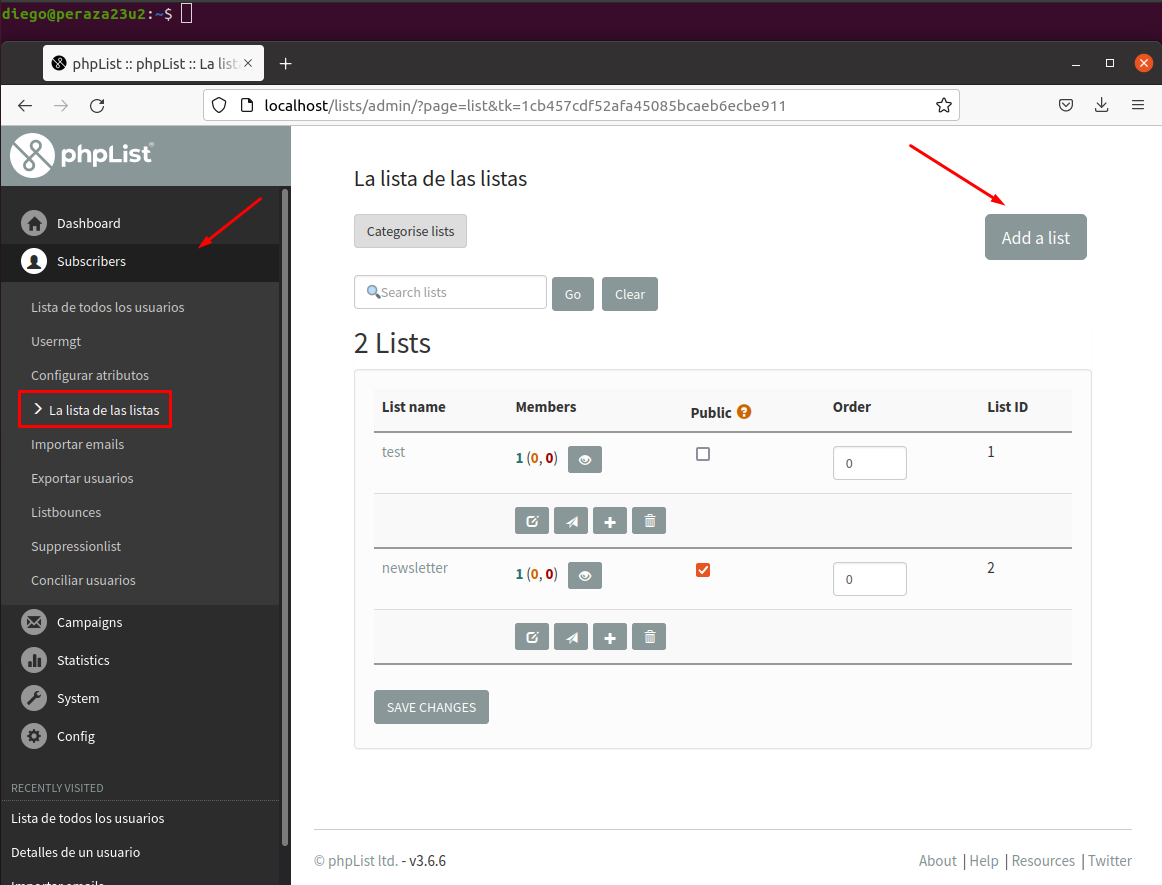 diego@peraza23u2:~$
phpList :: phpList :: La list
localhost/lists/admin/?page=list&tk=1cb457cdf52afa45085bcaeb6ecbe911
phpList
Dashboard
Subscribers
Lista de todos los usuarios
Usermgt
Configurar atributos
La lista de las listas
Importar emails
Exportar usuarios
Listbounces
Suppressionlist
Conciliar usuarios
Campaigns
Statistics
System
Config
RECENTLY VISITED
Lista de todos los usuarios
Detalles de un usuario
Importar emails
La lista de las listas
Categorise lists
Add a list
Search lists
Go
Clear
2 Lists
List name Members Public ? Order List ID
test 1 (0, 0) 0 1
newsletter 1 (0, 0) 0 2
SAVE CHANGES
© phpList ltd. - v3.6.6
About | Help | Resources | Twitter